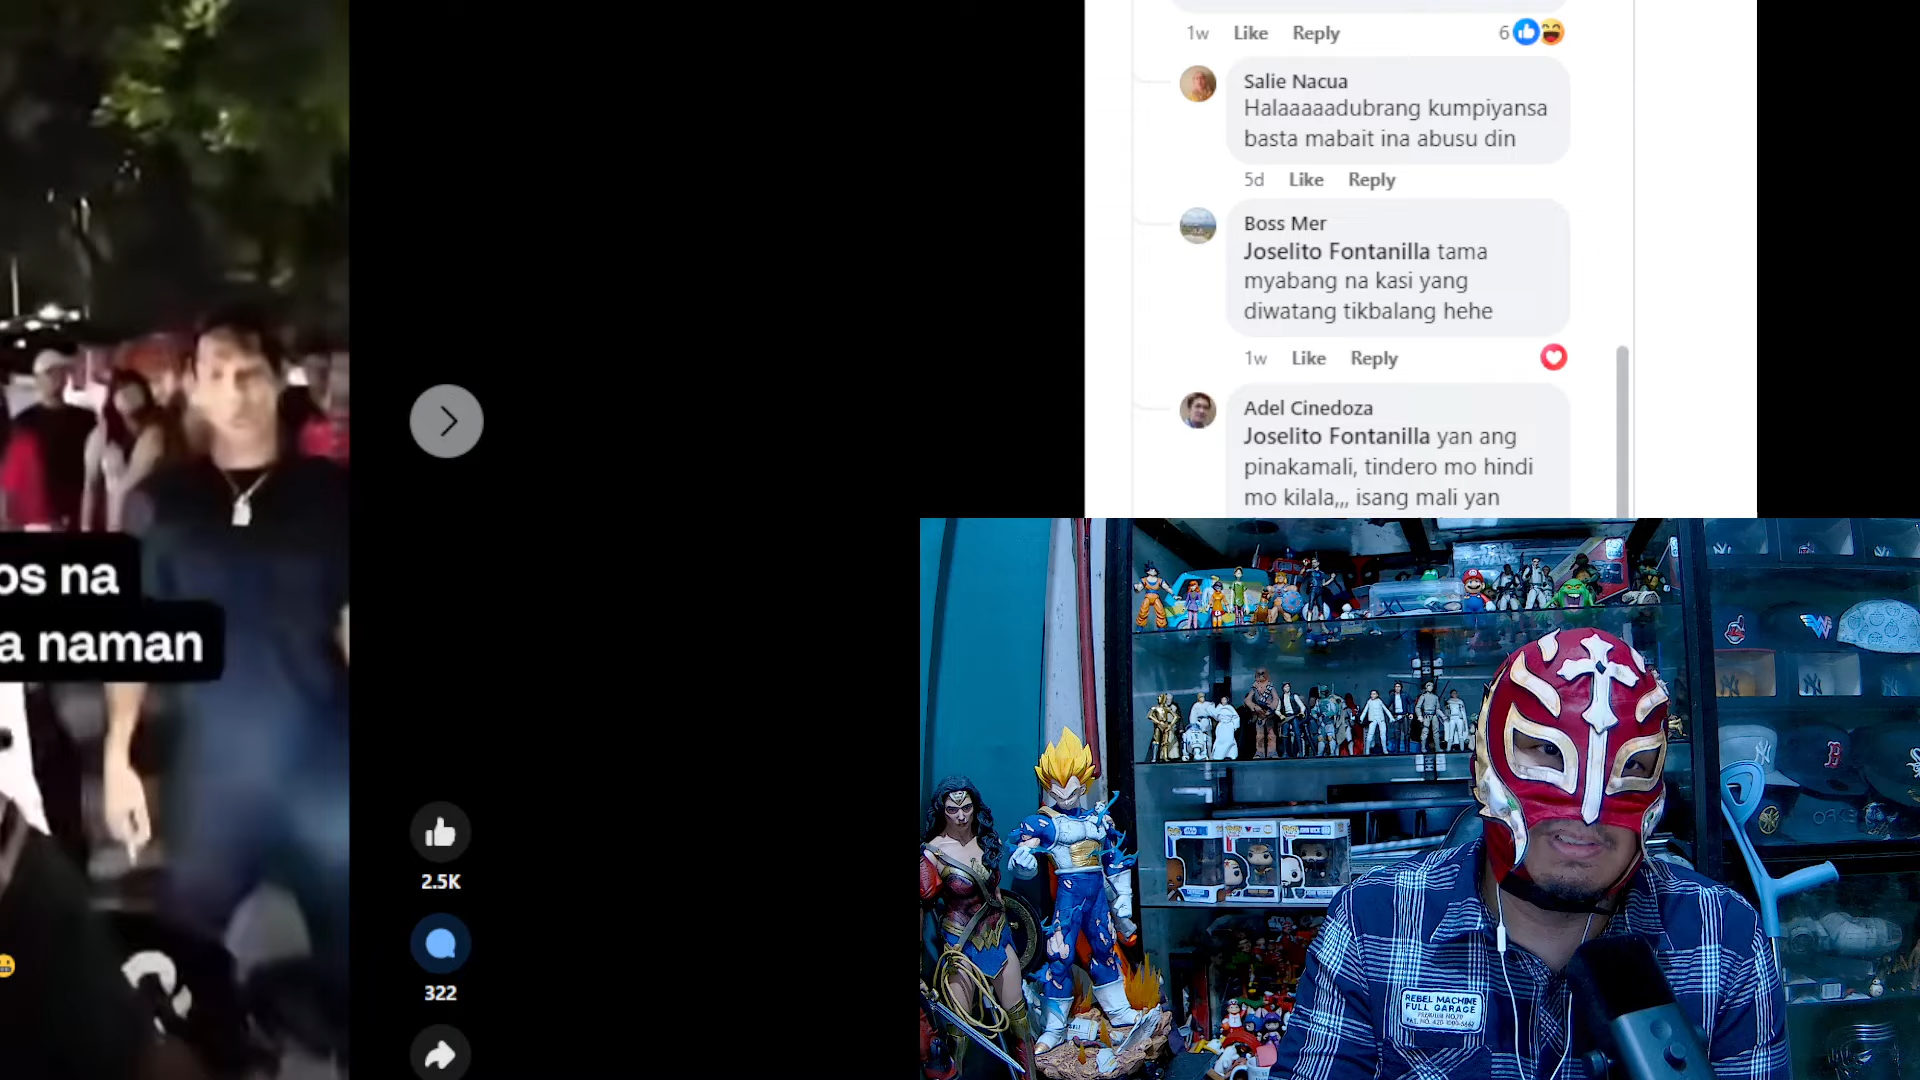 os na
a naman
2.5K
322
1w Like Reply 6
Salie Nacua
Halaaaaadubrang kumpiyansa
basta mabait ina abusu din
5d Like Reply
Boss Mer
Joselito Fontanilla tama
myabang na kasi yang
diwatang tikbalang hehe
1w Like Reply
Adel Cinedoza
Joselito Fontanilla yan ang
pinakamali, tindero mo hindi
mo kilala,,, isang mali yan
REBEL MACHINE
FULL GARAGE